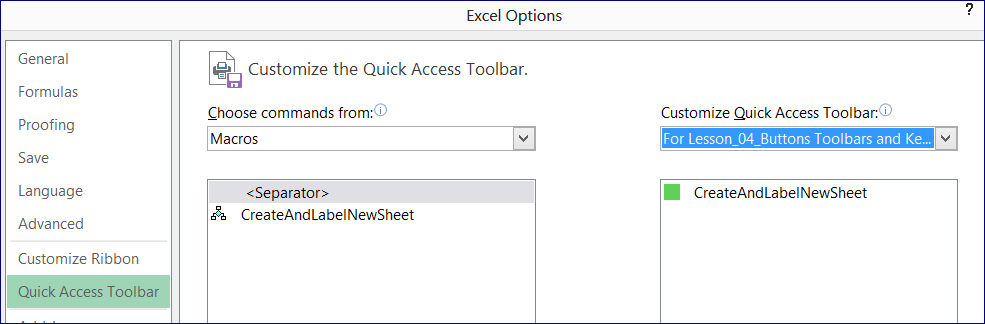 Excel Options
?
General
Formulas
Proofing
Save
Language
Advanced
Customize Ribbon
Quick Access Toolbar
Customize the Quick Access Toolbar.
Choose commands from:
Macros
<Separator>
CreateAndLabelNewSheet
Customize Quick Access Toolbar:
For Lesson_04_Buttons Toolbars and Ke...
CreateAndLabelNewSheet